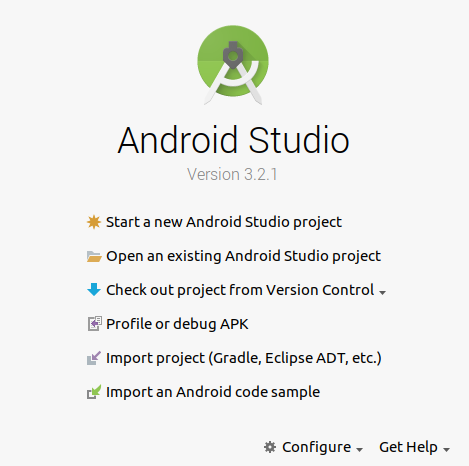 Android Studio
Version 3.2.1
Start a new Android Studio project
Open an existing Android Studio project
Check out project from Version Control
Profile or debug APK
Import project (Gradle, Eclipse ADT, etc.)
Import an Android code sample
Configure Get Help